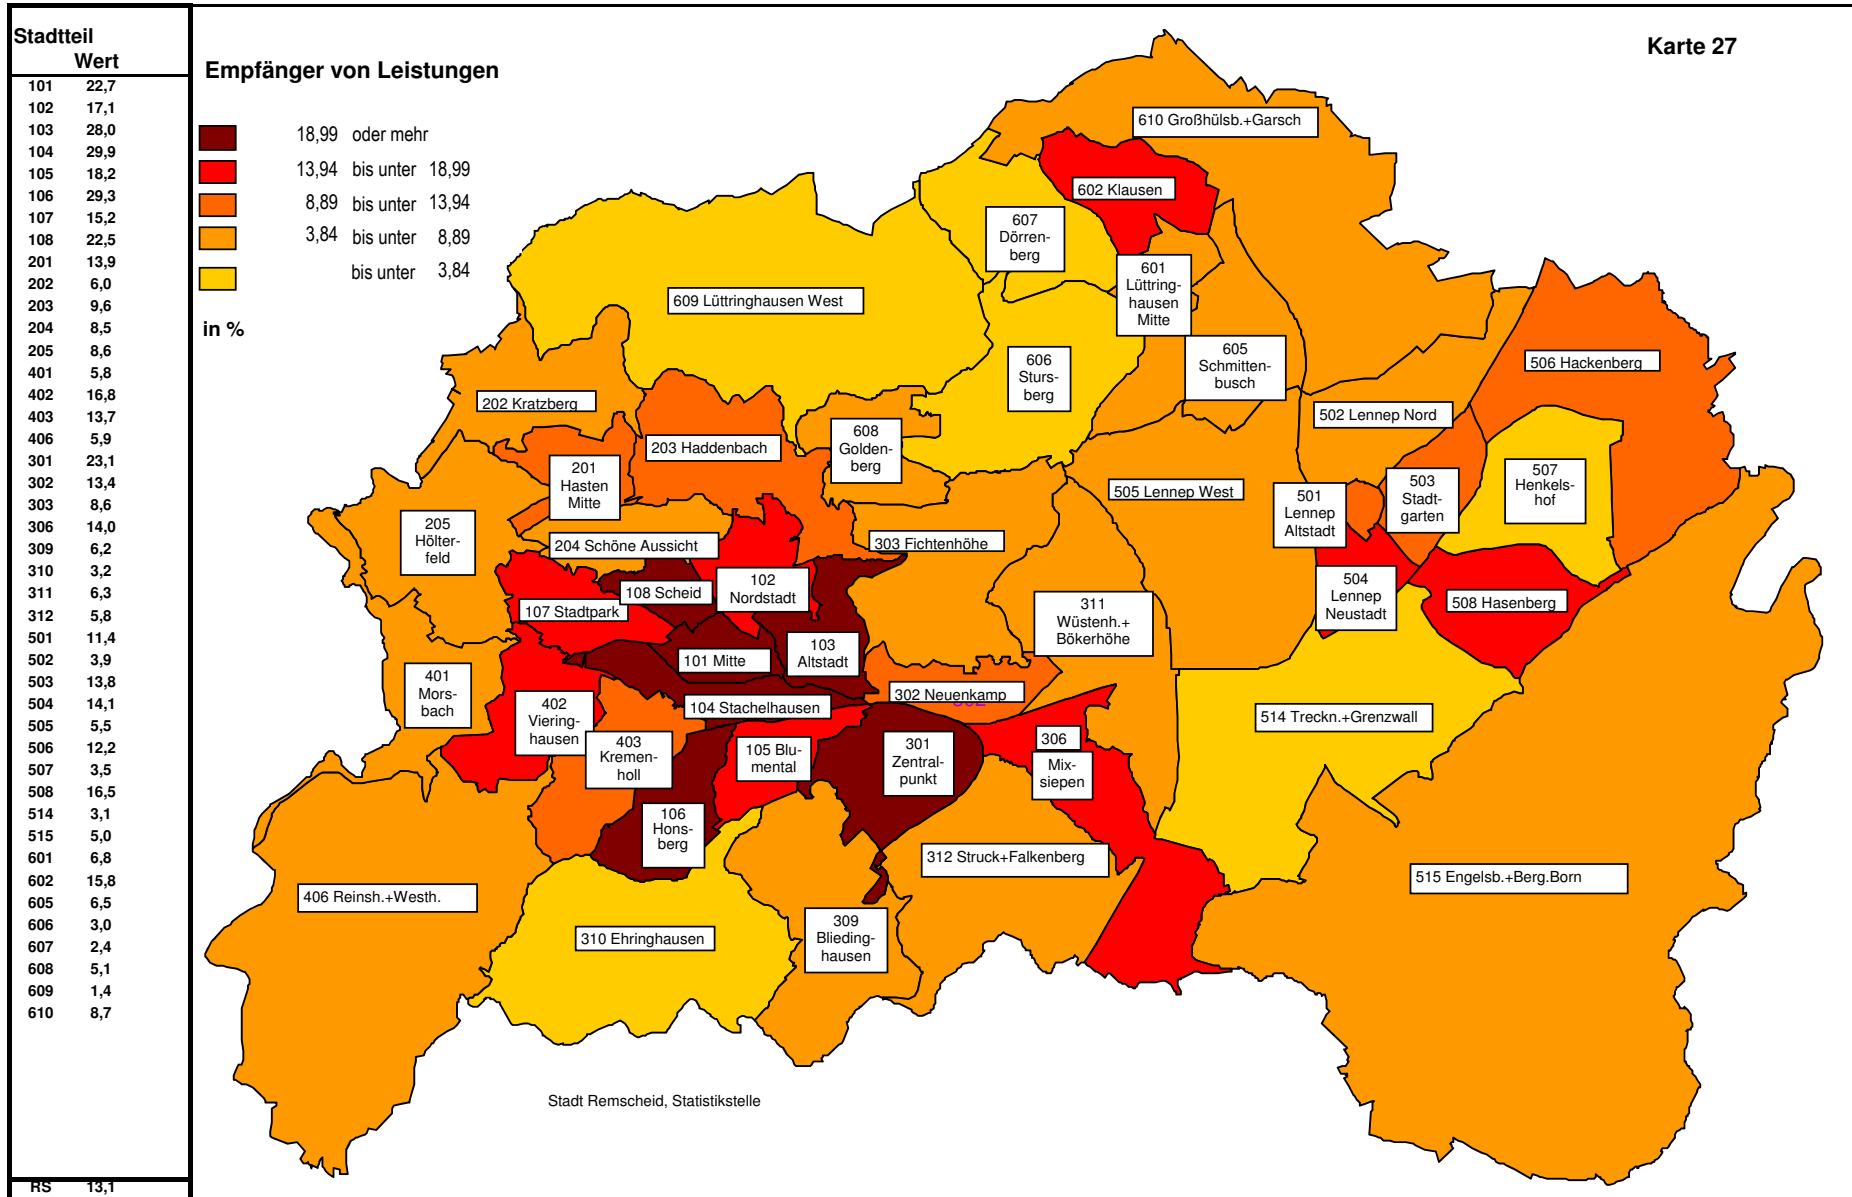 Stadtteil
Wert
101 22,7
102 17,1
103 28,0
104 29,9
105 18,2
106 29,3
107 15,2
108 22,5
201 13,9
202 6,0
203 9,6
204 8,5
205 8,6
401 5,8
402 16,8
403 13,7
406 5,9
301 23,1
302 13,4
303 8,6
306 14,0
309 6,2
310 3,2
311 6,3
312 5,8
501 11,4
502 3,9
503 13,8
504 14,1
505 5,5
506 12,2
507 3,5
508 16,5
514 3,1
515 5,0
601 6,8
602 15,8
605 6,5
606 3,0
607 2,4
608 5,1
609 1,4
610 8,7
RS 13,1
Empfänger von Leistungen
18,99 oder mehr
13,94 bis unter 18,99
8,89 bis unter 13,94
3,84 bis unter 8,89
bis unter 3,84
in %
Karte 27
610 Großhülsb.+Garsch
602 Klausen
607
Dörren-
berg
601
Lüttring-
hausen
Mitte
609 Lüttringhausen West
605
Schmitten-
busch
606
Sturs-
berg
506 Hackenberg
202 Kratzberg
502 Lennep Nord
203 Haddenbach
608
Golden-
berg
201
Hasten
Mitte
507
Henkels-
hof
503
Stadt-
garten
505 Lennep West
501
Lennep
Altstadt
205
Hölter-
feld
204 Schöne Aussicht
303 Fichtenhöhe
102
Nordstadt
108 Scheid
107 Stadtpark
504
Lennep
Neustadt
508 Hasenberg
311
Wüstenh.+
Bökerhöhe
103
Altstadt
101 Mitte
401
Mors-
bach
302 Neuenkamp
302
402
Viering-
hausen
104 Stachelhausen
514 Treckn.+Grenzwall
403
Kremen-
holl
105 Blu-
mental
301
Zentral-
punkt
306
Mix-
siepen
106
Hons-
berg
312 Struck+Falkenberg
515 Engelsb.+Berg.Born
406 Reinsh.+Westh.
310 Ehringhausen
309
Blieding-
hausen
Stadt Remscheid, Statistikstelle